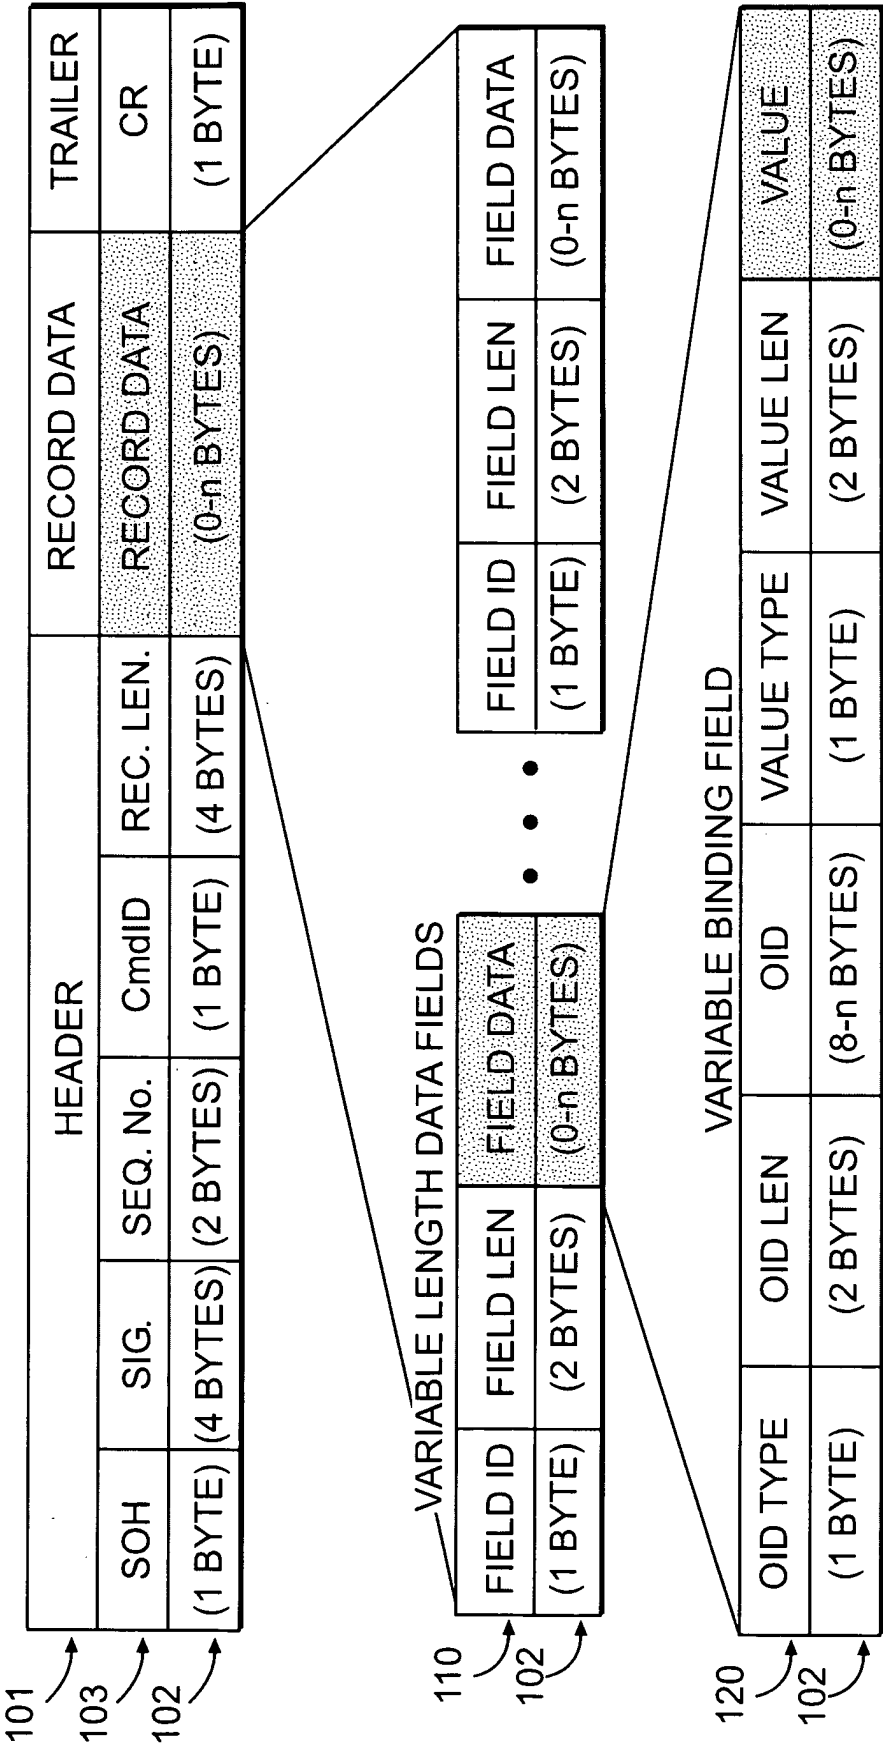 101 HEADER RECORD DATA TRAILER
103 SOH SIG. SEQ. No. CmdID REC. LEN. RECORD DATA CR
102 (1 BYTE) (4 BYTES) (2 BYTES) (1 BYTE) (4 BYTES) (0-n BYTES) (1 BYTE)
VARIABLE LENGTH DATA FIELDS
110 FIELD ID FIELD LEN FIELD DATA FIELD ID FIELD LEN FIELD DATA
102 (1 BYTE) (2 BYTES) (0-n BYTES) (1 BYTE) (2 BYTES) (0-n BYTES)
VARIABLE BINDING FIELD
120 OID TYPE OID LEN OID VALUE TYPE VALUE LEN VALUE
102 (1 BYTE) (2 BYTES) (8-n BYTES) (1 BYTE) (2 BYTES) (0-n BYTES)